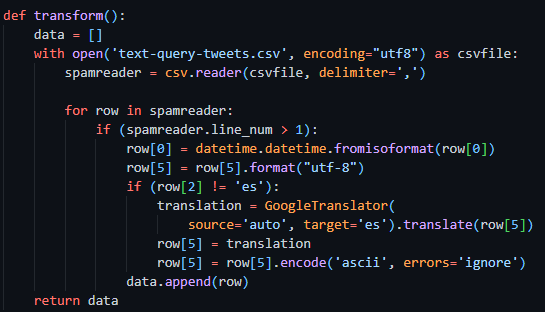 def transform():
    data = []
    with open('text-query-tweets.csv', encoding="utf8") as csvfile:
        spamreader = csv.reader(csvfile, delimiter=',')

        for row in spamreader:
            if (spamreader.line_num > 1):
                row[0] = datetime.datetime.fromisoformat(row[0])
                row[5] = row[5].format("utf-8")
                if (row[2] != 'es'):
                    translation = GoogleTranslator(
                        source='auto', target='es').translate(row[5])
                    row[5] = translation
                    row[5] = row[5].encode('ascii', errors='ignore')
                data.append(row)
    return data